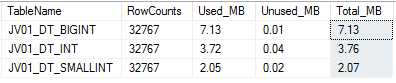 TableName RowCounts Used_MB Unused_MB Total_MB
JV01_DT_BIGINT 32767 7.13 0.01 7.13
JV01_DT_INT 32767 3.72 0.04 3.76
JV01_DT_SMALLINT 32767 2.05 0.02 2.07